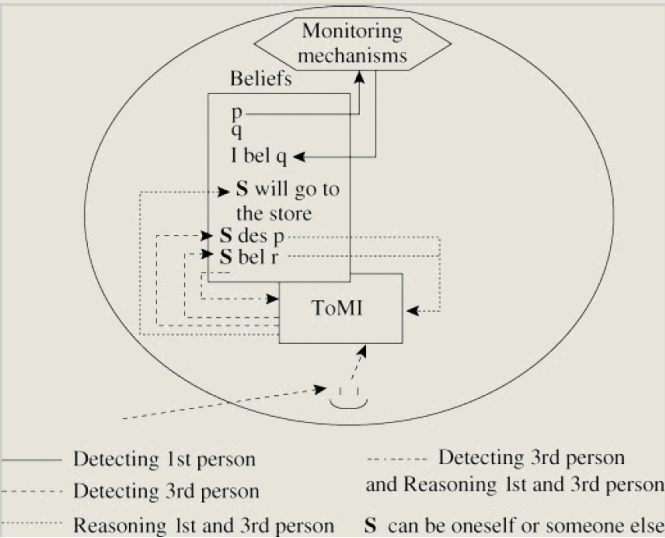 Monitoring
mechanisms
Beliefs
p
q
I bel q
S will go to
the store
S des p
S bel r
ToMI
Detecting 1st person
Detecting 3rd person
Reasoning 1st and 3rd person
Detecting 3rd person
and Reasoning 1st and 3rd person
S can be oneself or someone else